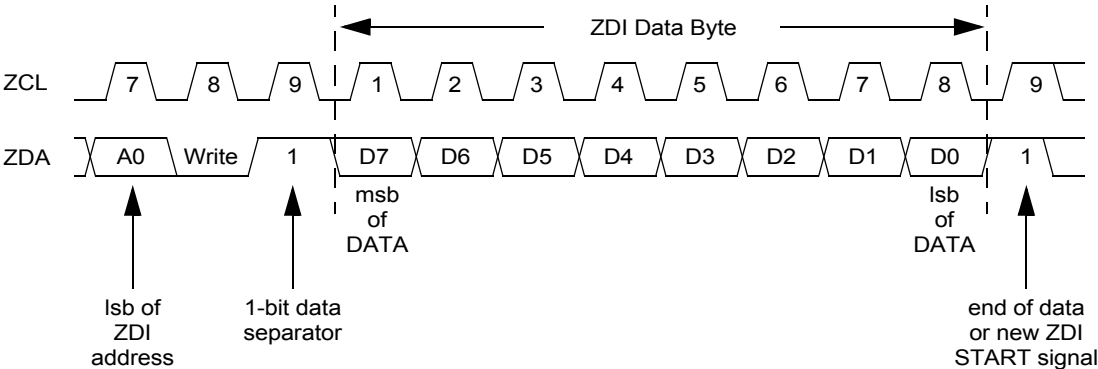 ZDI Data Byte
ZCL 7 8 9 1 2 3 4 5 6 7 8 9
ZDA A0 Write 1 D7 D6 D5 D4 D3 D2 D1 D0 1
msb
of
DATA
lsb
of
DATA
lsb of
ZDI
address
1-bit data
separator
end of data
or new ZDI
START signal